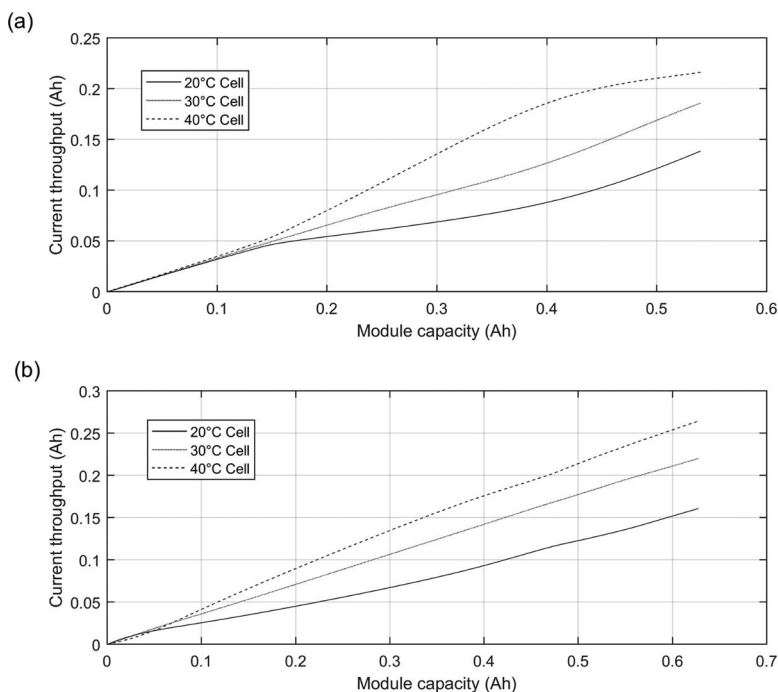 (a)
0.25
0.2
0.15
0.1
0.05
0
Current throughput (Ah)
20°C Cell
30°C Cell
40°C Cell
0 0.1 0.2 0.3 0.4 0.5 0.6
Module capacity (Ah)
(b)
0.3
0.25
0.2
0.15
0.1
0.05
0
Current throughput (Ah)
20°C Cell
30°C Cell
40°C Cell
0 0.1 0.2 0.3 0.4 0.5 0.6 0.7
Module capacity (Ah)